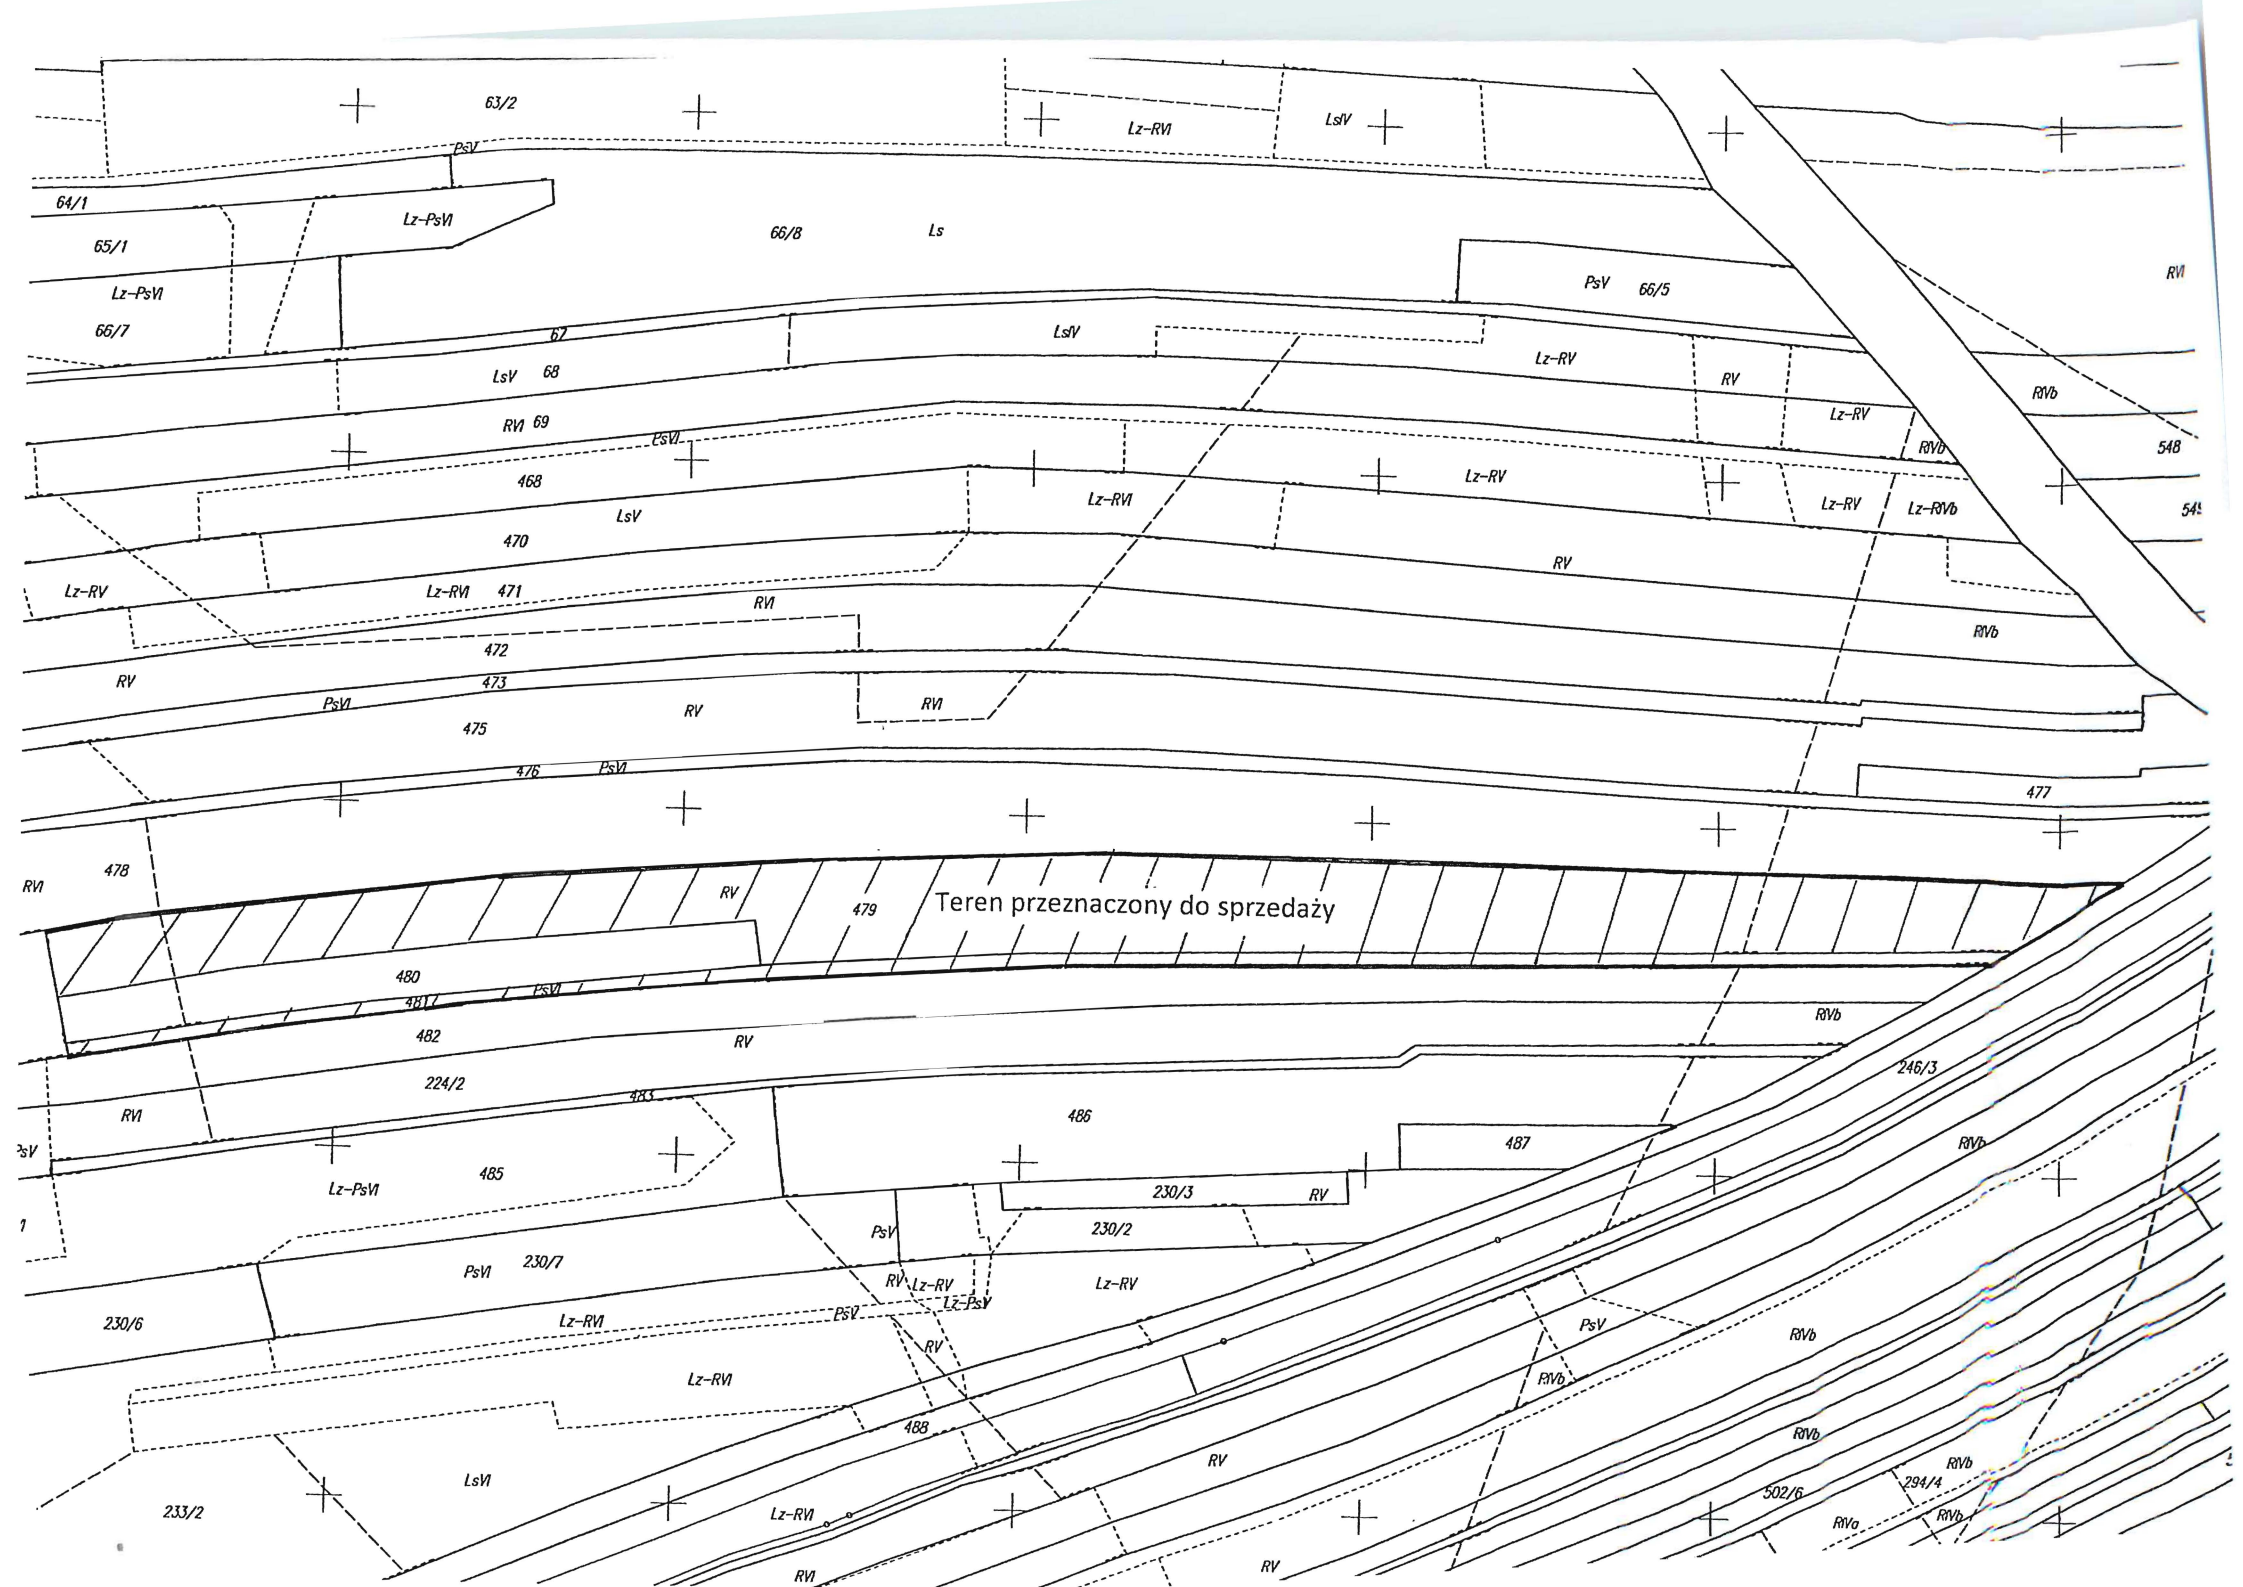 63/2
Lz-RVI
LsIV
PsV
64/1
Lz-PsVI
65/1
66/8
Ls
RVI
Lz-PsVI
PsV
66/5
66/7
67
LsIV
Lz-RV
LsV
68
RV
RIVb
Lz-RV
RVI
69
PsVI
RIVb
548
468
Lz-RV
Lz-RVI
Lz-RV
Lz-RIVb
LsV
470
RV
Lz-RV
Lz-RVI
471
RVI
RIVb
472
RV
473
PsVI
RVI
475
RV
476
PsVI
477
478
RVI
RV
479
Teren przeznaczony do sprzedaży
480
PsVI
481
RIVb
482
RV
246/3
224/2
483
RVI
486
487
RIVb
PsV
485
Lz-PsVI
230/3
RV
PsV
230/2
PsVI
230/7
RV
Lz-RV
Lz-RV
Lz-PsV
230/6
Lz-RVI
PsV
PsV
RIVb
RV
RIVb
Lz-RVI
488
RIVb
RV
RIVb
LsVI
294/4
502/6
233/2
Lz-RVI
RIVa
RIVb
RV
RVI